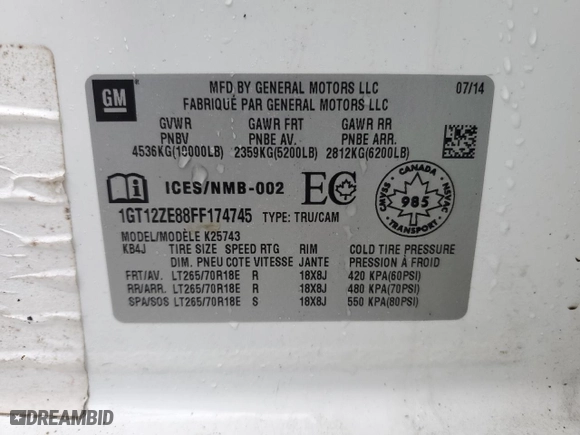 GM
MFD BY GENERAL MOTORS LLC 07/14
FABRIQUÉ PAR GENERAL MOTORS LLC
GVWR GAWR FRT GAWR RR
PNBV PNBE AV. PNBE ARR.
4536KG(10000LB) 2359KG(5200LB) 2812KG(6200LB)
ICES/NMB-002 EC
CANADA
CMVSS NSVAC
985
1GT12ZE88FF174745 TYPE: TRU/CAM
MODEL/MODÈLE K25743
KB4J TIRE SIZE SPEED RTG RIM COLD TIRE PRESSURE
DIM. PNEU COTE VITESSE JANTE PRESSION À FROID
FRT/AV. LT265/70R18E R 18X8J 420 KPA(60PSI)
RR/ARR. LT265/70R18E R 18X8J 480 KPA(70PSI)
SPA/SOS LT265/70R18E S 18X8J 550 KPA(80PSI)
DREAMBID